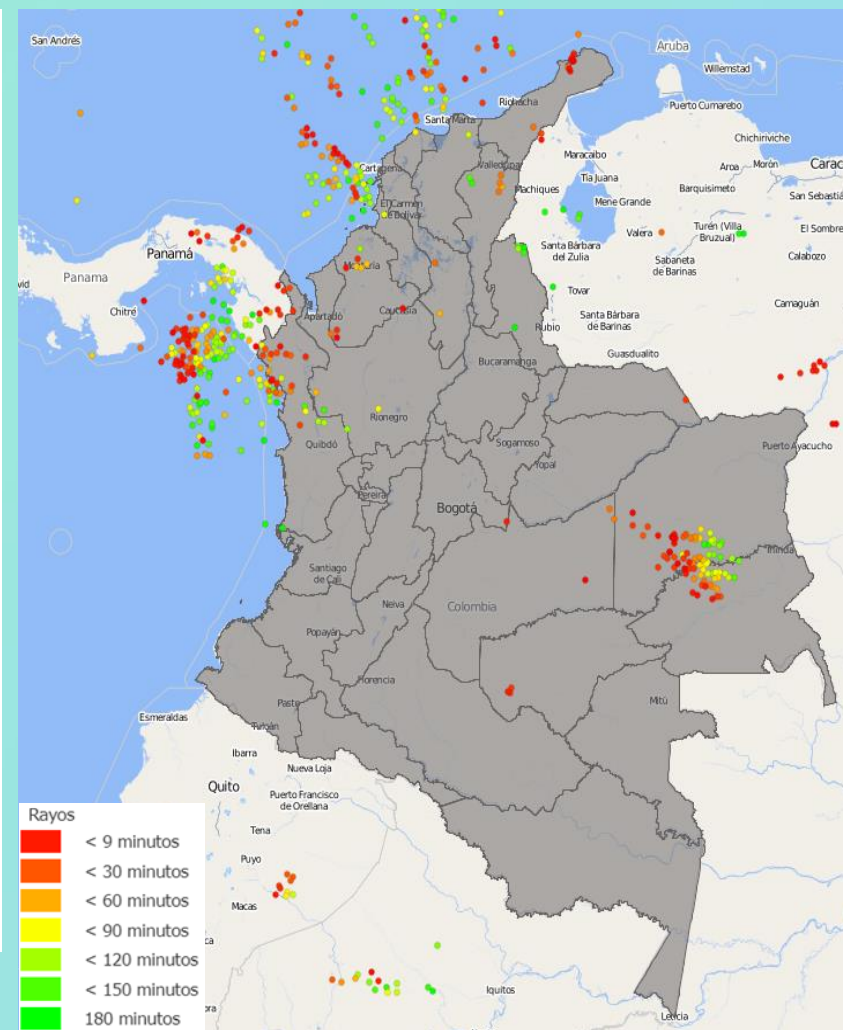 San Andrés
Aruba
Willemstad
Riohacha
Puerto Cumarebo
Santa Marta
Chichiriviche
Cartagena
Valledupar
Maracaibo
Aroa
Morón
Carac
Tia Juana
Machiques
Barquisimeto
San Sebastiá
El Carmen
de Bolívar
Mene Grande
Turén (Villa
Bruzual)
El Sombre
Panamá
Valera
Santa Bárbara
del Zulia
Sabaneta
de Barinas
Calabozo
Panama
Montería
vid
Tovar
Camaguán
Chitré
Apartadó
Caucasia
Santa Bárbara
de Barinas
Rubio
Guasdualito
Bucaramanga
Rionegro
Quibdó
Sogamoso
Puerto Ayacucho
Yopal
Pereira
Bogotá
Inírida
Santiago
de Cali
Neiva
Colombia
Popayán
Florencia
Mitú
Pasto
Esmeraldas
Tulcán
Ibarra
Nueva Loja
Quito
Puerto Francisco
de Orellana
Tena
Puyo
Macas
Iquitos
Leticia
Rayos
< 9 minutos
< 30 minutos
< 60 minutos
< 90 minutos
< 120 minutos
< 150 minutos
180 minutos